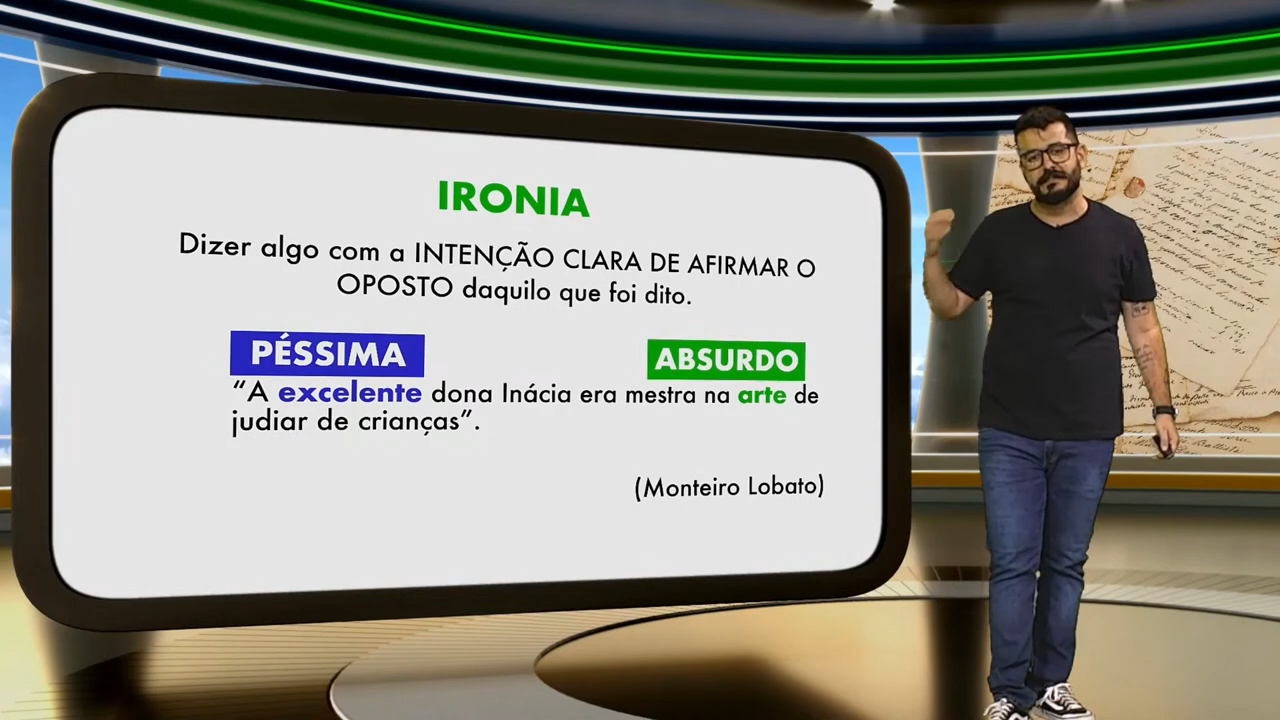 IRONIA
Dizer algo com a INTENÇÃO CLARA DE AFIRMAR O
OPOSTO daquilo que foi dito.
PÉSSIMA ABSURDO
“A excelente dona Inácia era mestra na arte de
judiar de crianças”.
(Monteiro Lobato)